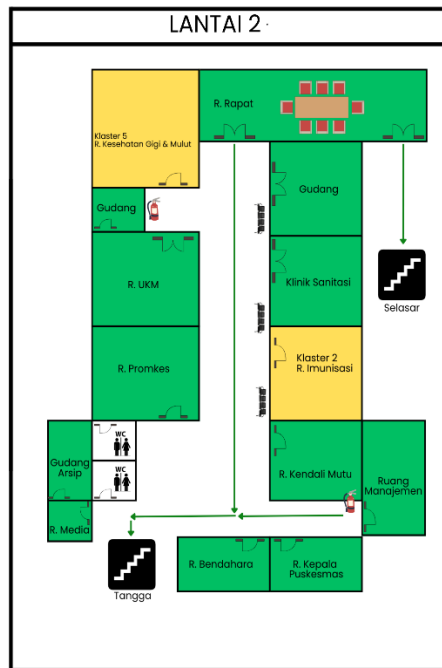 LANTAI 2
R. Rapat
Klaster 5
R. Kesehatan Gigi & Mulut
Gudang
Gudang
R. UKM
Klinik Sanitasi
Selasar
R. Promkes
Klaster 2
R. Imunisasi
WC
WC
Gudang
Arsip
R. Kendali Mutu
Ruang
Manajemen
R. Media
Tangga
R. Bendahara
R. Kepala
Puskesmas